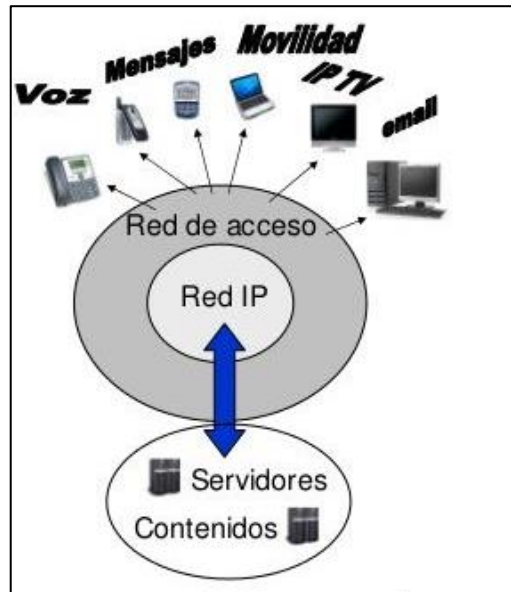 Voz
Mensajes
Movilidad
IP TV
email
Red de acceso
Red IP
Servidores
Contenidos